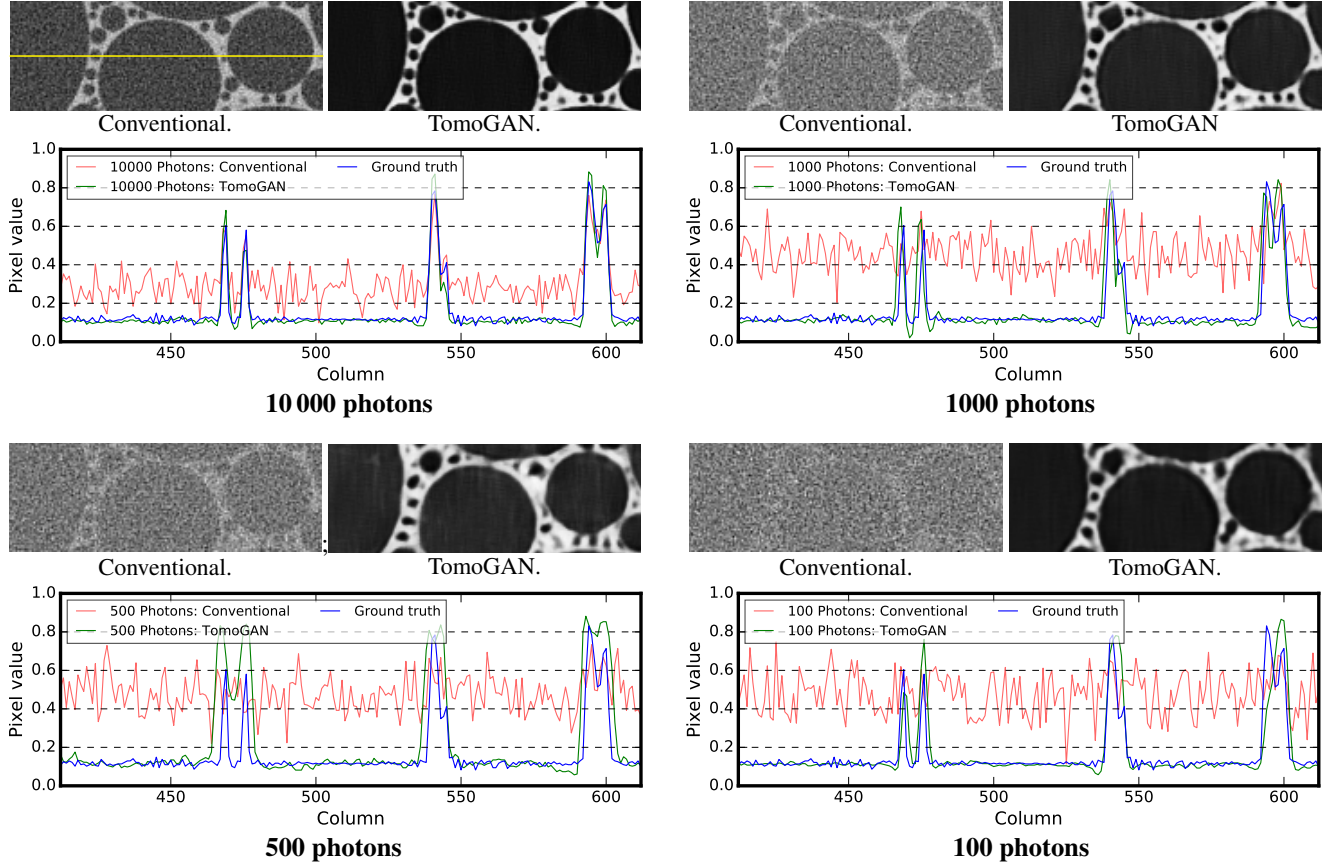 Conventional. TomoGAN.
1.0
10000 Photons: Conventional Ground truth
10000 Photons: TomoGAN
0.8
0.6
0.4
0.2
0.0
Pixel value
450 500 550 600
Column
10 000 photons
Conventional. TomoGAN
1.0
1000 Photons: Conventional Ground truth
1000 Photons: TomoGAN
0.8
0.6
0.4
0.2
0.0
Pixel value
450 500 550 600
Column
1000 photons
;
Conventional. TomoGAN.
1.0
500 Photons: Conventional Ground truth
500 Photons: TomoGAN
0.8
0.6
0.4
0.2
0.0
Pixel value
450 500 550 600
Column
500 photons
Conventional. TomoGAN.
1.0
100 Photons: Conventional Ground truth
100 Photons: TomoGAN
0.8
0.6
0.4
0.2
0.0
Pixel value
450 500 550 600
Column
100 photons